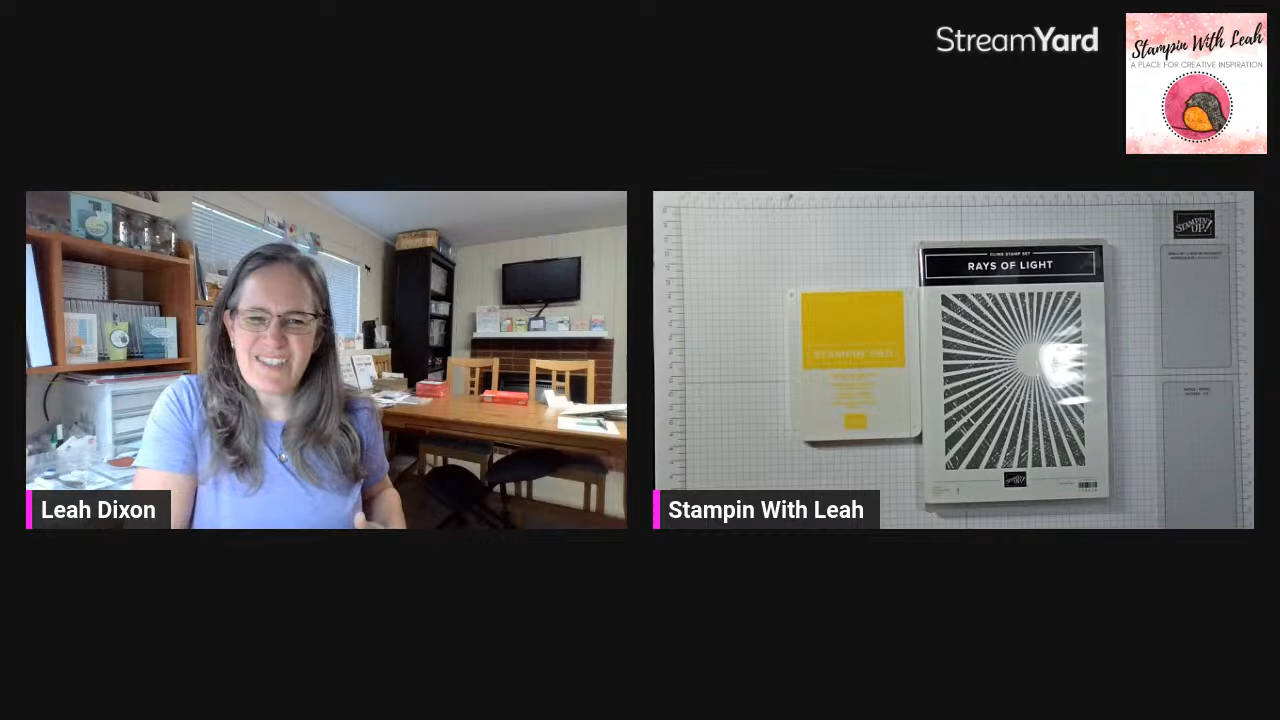 StreamYard
Stampin With Leah
A PLACE FOR CREATIVE INSPIRATION
STAMPIN' UP!
CLING STAMP SET
RAYS OF LIGHT
STAMPIN' PAD
Leah Dixon
Stampin With Leah